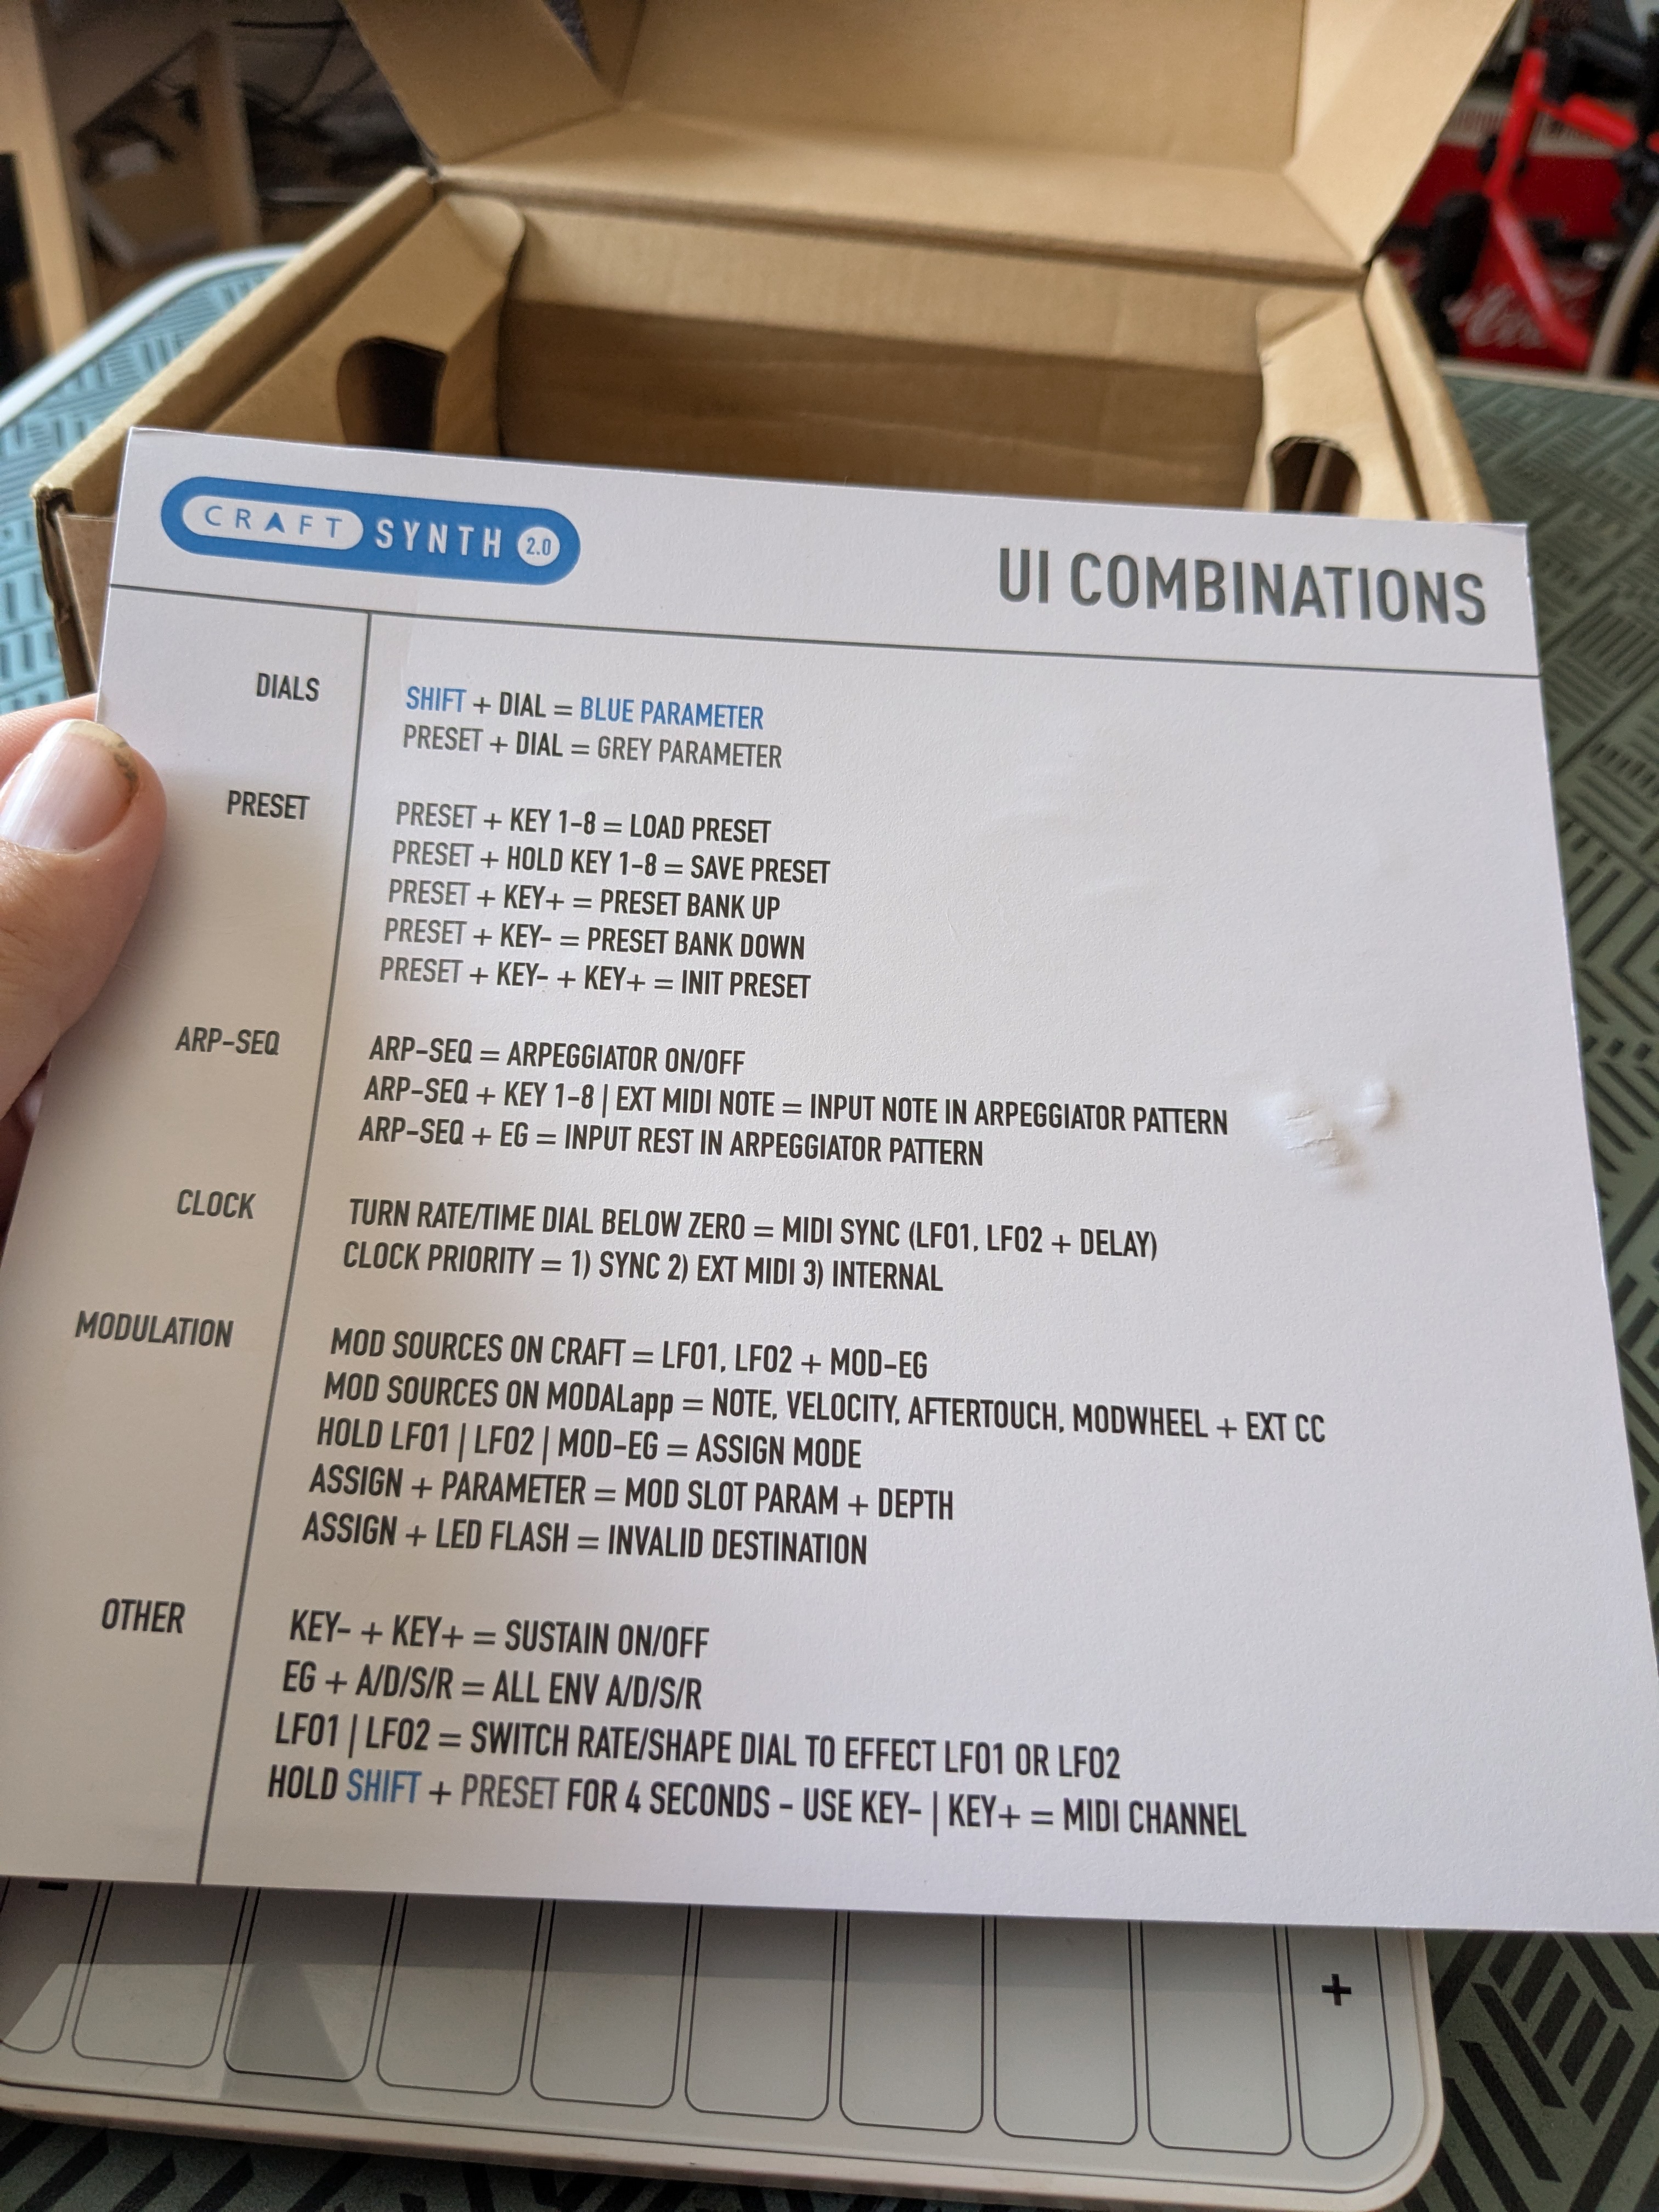 CRAFT SYNTH 2.0
UI COMBINATIONS
DIALS
SHIFT + DIAL = BLUE PARAMETER
PRESET + DIAL = GREY PARAMETER
PRESET
PRESET + KEY 1-8 = LOAD PRESET
PRESET + HOLD KEY 1-8 = SAVE PRESET
PRESET + KEY+ = PRESET BANK UP
PRESET + KEY- = PRESET BANK DOWN
PRESET + KEY- + KEY+ = INIT PRESET
ARP-SEQ
ARP-SEQ = ARPEGGIATOR ON/OFF
ARP-SEQ + KEY 1-8 | EXT MIDI NOTE = INPUT NOTE IN ARPEGGIATOR PATTERN
ARP-SEQ + EG = INPUT REST IN ARPEGGIATOR PATTERN
CLOCK
TURN RATE/TIME DIAL BELOW ZERO = MIDI SYNC (LFO1, LFO2 + DELAY)
CLOCK PRIORITY = 1) SYNC 2) EXT MIDI 3) INTERNAL
MODULATION
MOD SOURCES ON CRAFT = LFO1, LFO2 + MOD-EG
MOD SOURCES ON MODALapp = NOTE, VELOCITY, AFTERTOUCH, MODWHEEL + EXT CC
HOLD LFO1 | LFO2 | MOD-EG = ASSIGN MODE
ASSIGN + PARAMETER = MOD SLOT PARAM + DEPTH
ASSIGN + LED FLASH = INVALID DESTINATION
OTHER
KEY- + KEY+ = SUSTAIN ON/OFF
EG + A/D/S/R = ALL ENV A/D/S/R
LFO1 | LFO2 = SWITCH RATE/SHAPE DIAL TO EFFECT LFO1 OR LFO2
HOLD SHIFT + PRESET FOR 4 SECONDS - USE KEY- | KEY+ = MIDI CHANNEL
- +